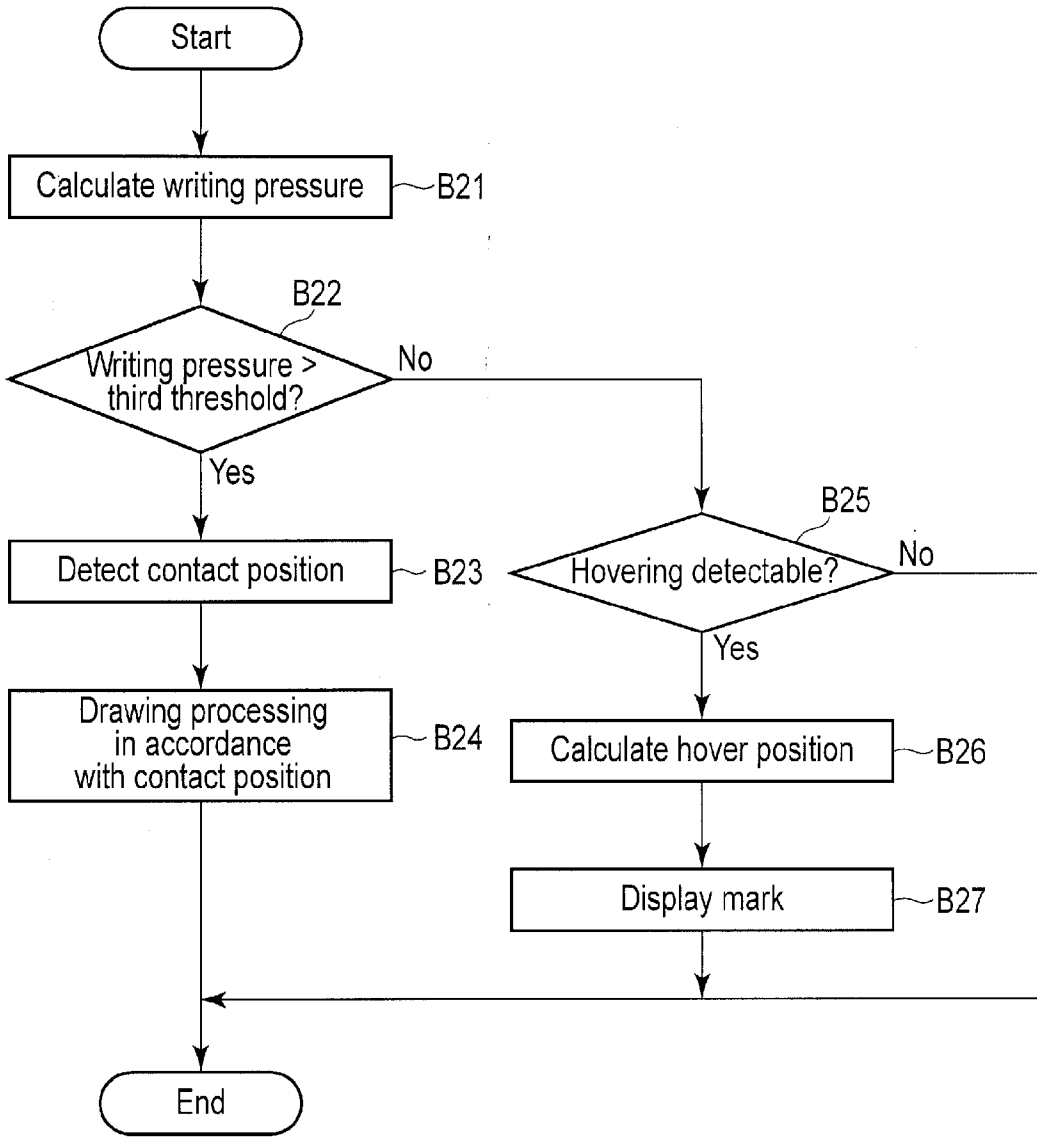 Start
Calculate writing pressure
B21
B22
Writing pressure >
third threshold?
No
Yes
Detect contact position
B23
Drawing processing
in accordance
with contact position
B24
B25
Hovering detectable?
No
Yes
Calculate hover position
B26
Display mark
B27
End